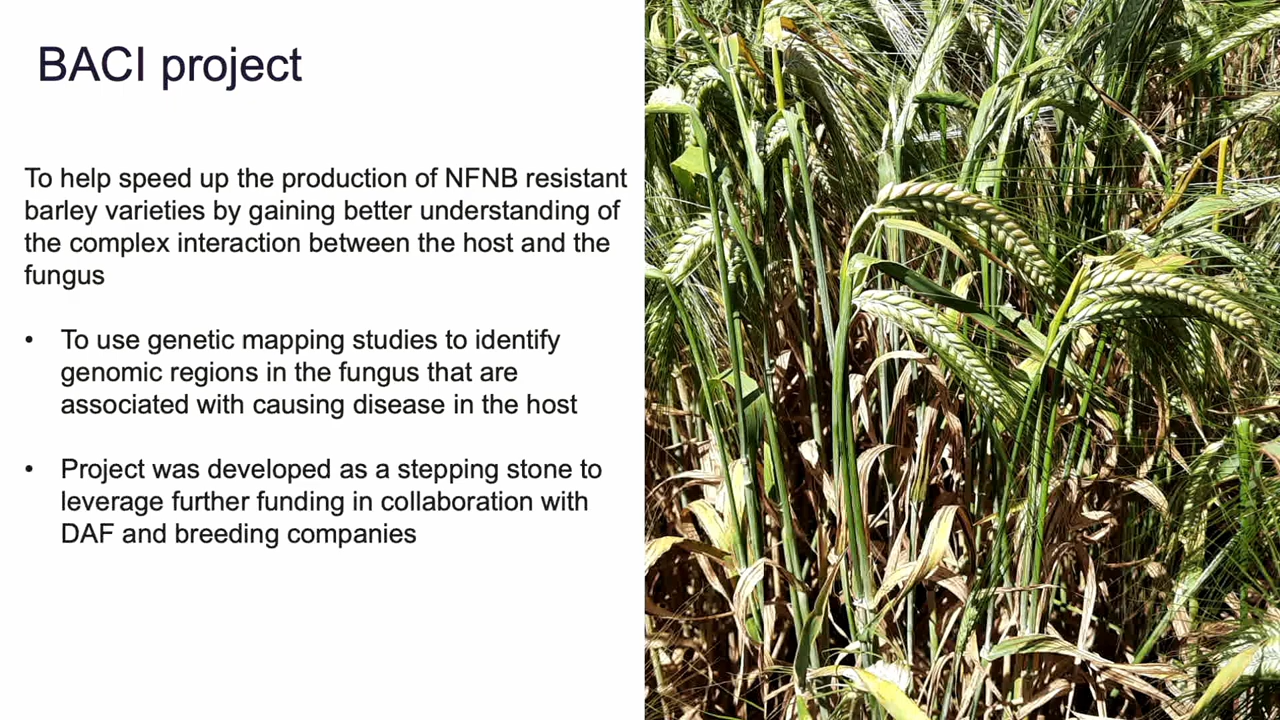 BACI project
To help speed up the production of NFNB resistant
barley varieties by gaining better understanding of
the complex interaction between the host and the
fungus
• To use genetic mapping studies to identify
genomic regions in the fungus that are
associated with causing disease in the host
• Project was developed as a stepping stone to
leverage further funding in collaboration with
DAF and breeding companies